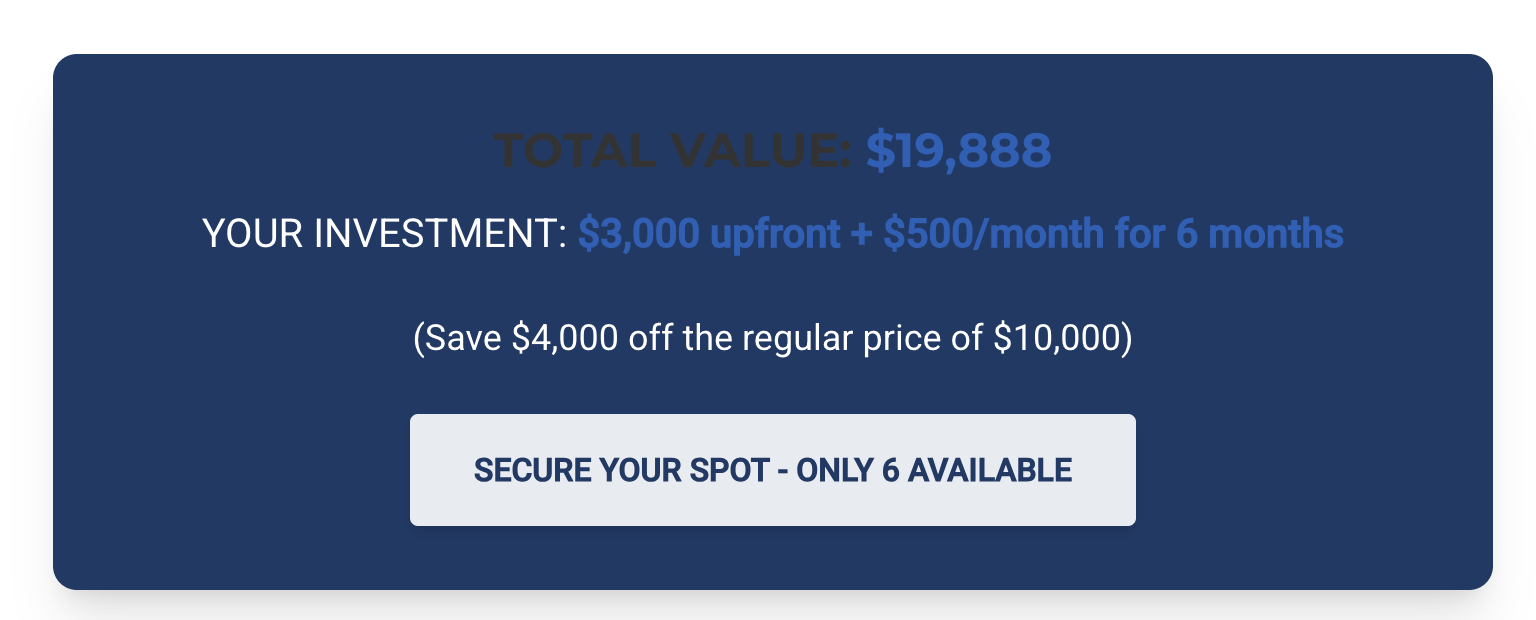 TOTAL VALUE: $19,888
YOUR INVESTMENT: $3,000 upfront + $500/month for 6 months
(Save $4,000 off the regular price of $10,000)
SECURE YOUR SPOT - ONLY 6 AVAILABLE